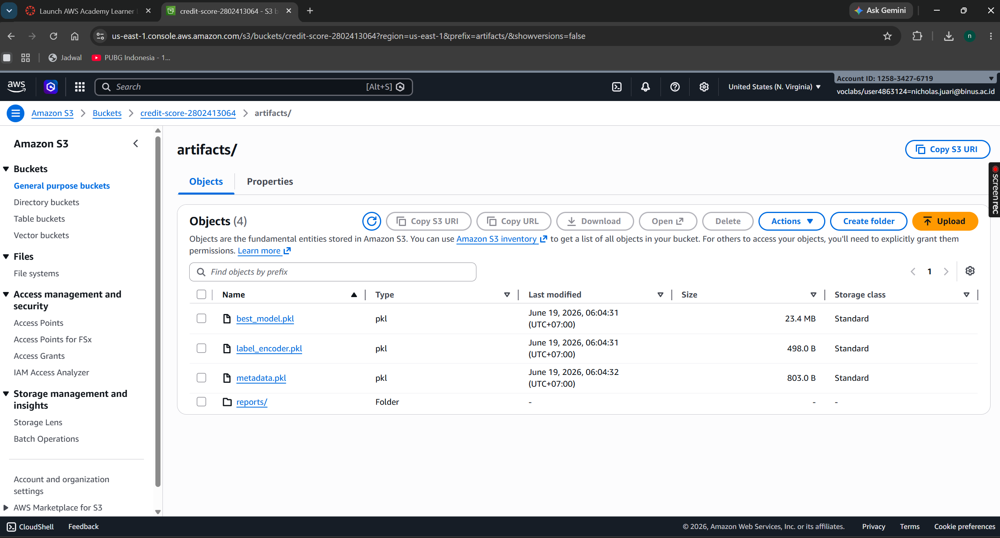 Launch AWS Academy Learner
credit-score-2802413064 - S3 b
Ask Gemini
us-east-1.console.aws.amazon.com/s3/buckets/credit-score-2802413064?region=us-east-1&prefix=artifacts/&showversions=false
n
Jadwal
PUBG Indonesia - 1...
aws
Search
[Alt+S]
United States (N. Virginia)
Account ID: 1258-3427-6719
voclabs/user4863124=nicholas.juari@binus.ac.id
Amazon S3
Buckets
credit-score-2802413064
artifacts/
Amazon S3
Buckets
General purpose buckets
Directory buckets
Table buckets
Vector buckets
Files
File systems
Access management and
security
Access Points
Access Points for FSx
Access Grants
IAM Access Analyzer
Storage management and
insights
Storage Lens
Batch Operations
Account and organization
settings
AWS Marketplace for S3
artifacts/
Copy S3 URI
Objects
Properties
screenrec
Objects (4)
Copy S3 URI
Copy URL
Download
Open
Delete
Actions
Create folder
Upload
Objects are the fundamental entities stored in Amazon S3. You can use Amazon S3 inventory to get a list of all objects in your bucket. For others to access your objects, you'll need to explicitly grant them
permissions. Learn more
Find objects by prefix
1
Name Type Last modified Size Storage class
best_model.pkl pkl June 19, 2026, 06:04:31 (UTC+07:00) 23.4 MB Standard
label_encoder.pkl pkl June 19, 2026, 06:04:31 (UTC+07:00) 498.0 B Standard
metadata.pkl pkl June 19, 2026, 06:04:32 (UTC+07:00) 803.0 B Standard
reports/ Folder - - -
CloudShell
Feedback
© 2026, Amazon Web Services, Inc. or its affiliates.
Privacy
Terms
Cookie preferences